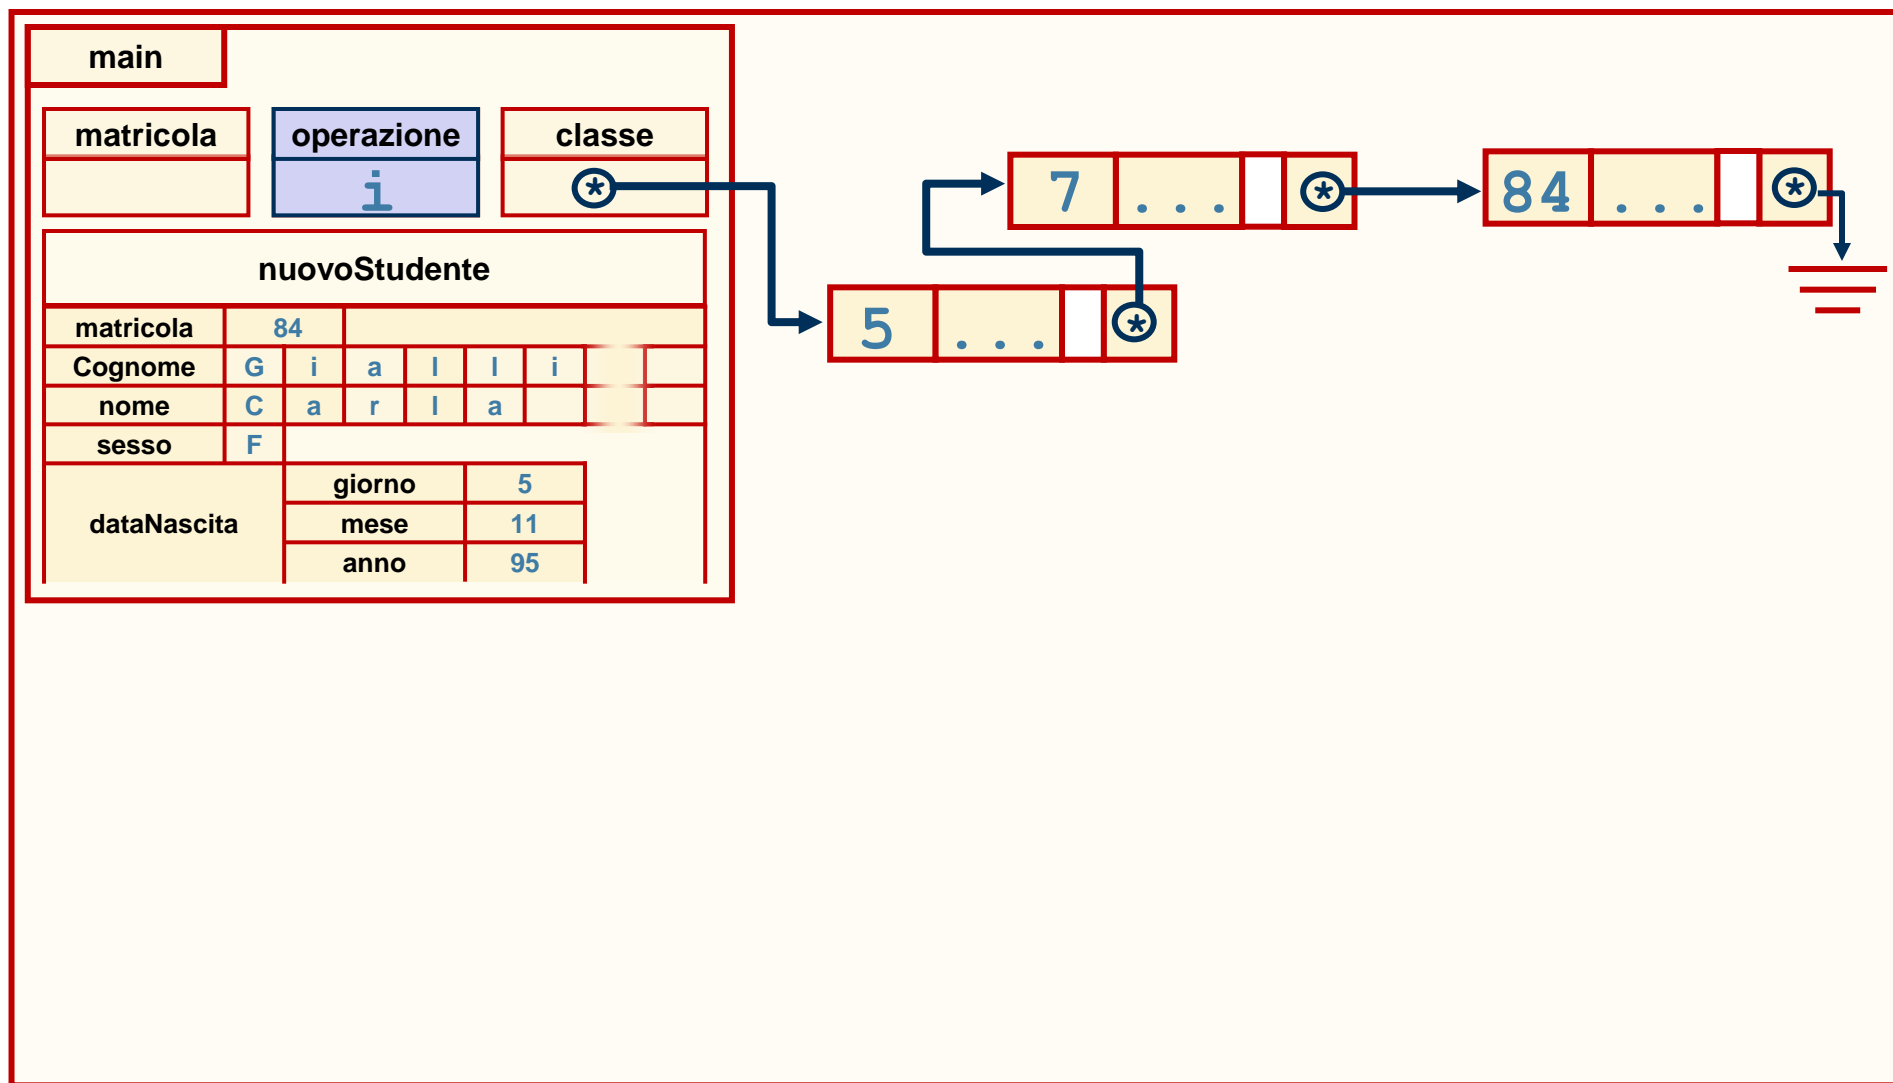 main
matricola operazione classe
i *
7 . . . * 84 . . . *
nuovoStudente
5 . . . *
matricola 84
Cognome G i a l l i
nome C a r l a
sesso F
dataNascita giorno 5
mese 11
anno 95